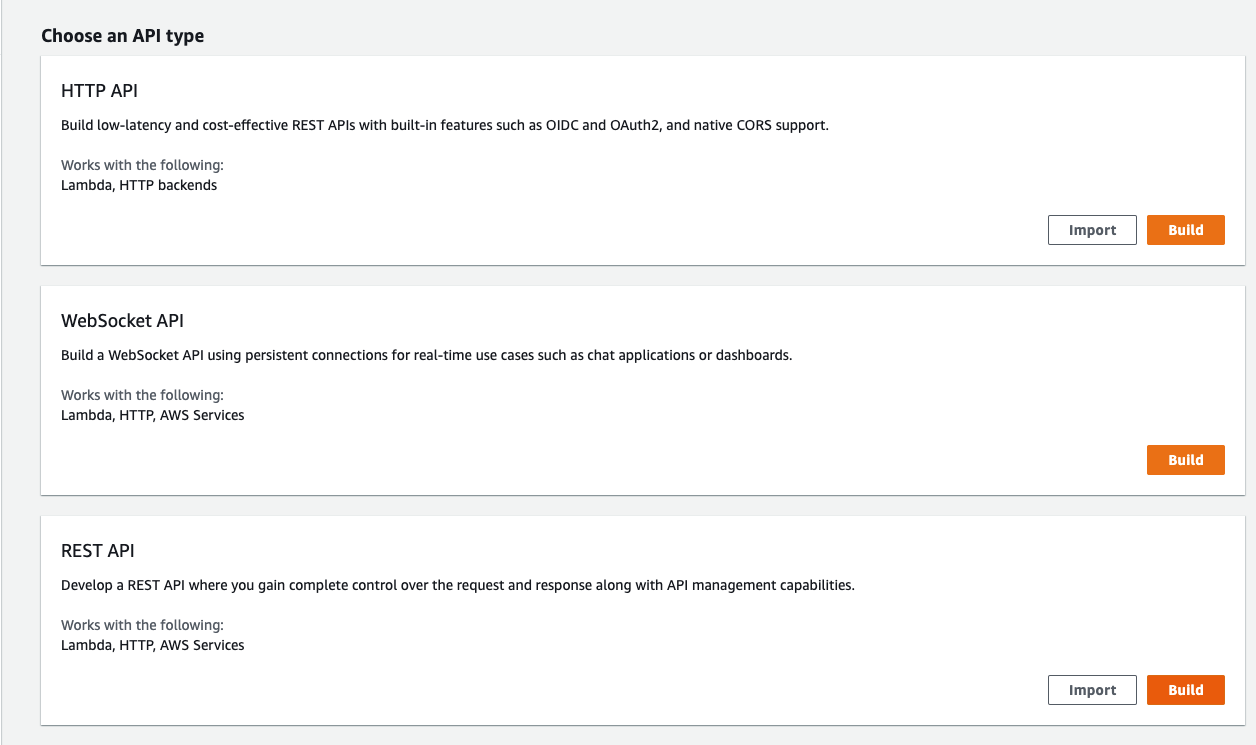 Choose an API type
HTTP API
Build low-latency and cost-effective REST APIs with built-in features such as OIDC and OAuth2, and native CORS support.
Works with the following:
Lambda, HTTP backends
Import
Build
WebSocket API
Build a WebSocket API using persistent connections for real-time use cases such as chat applications or dashboards.
Works with the following:
Lambda, HTTP, AWS Services
Build
REST API
Develop a REST API where you gain complete control over the request and response along with API management capabilities.
Works with the following:
Lambda, HTTP, AWS Services
Import
Build